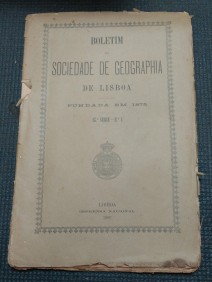 BOLETIM
DA
SOCIEDADE DE GEOGRAPHIA
DE LISBOA
FUNDADA EM 1875
LISBOA
IMPRENSA NACIONAL